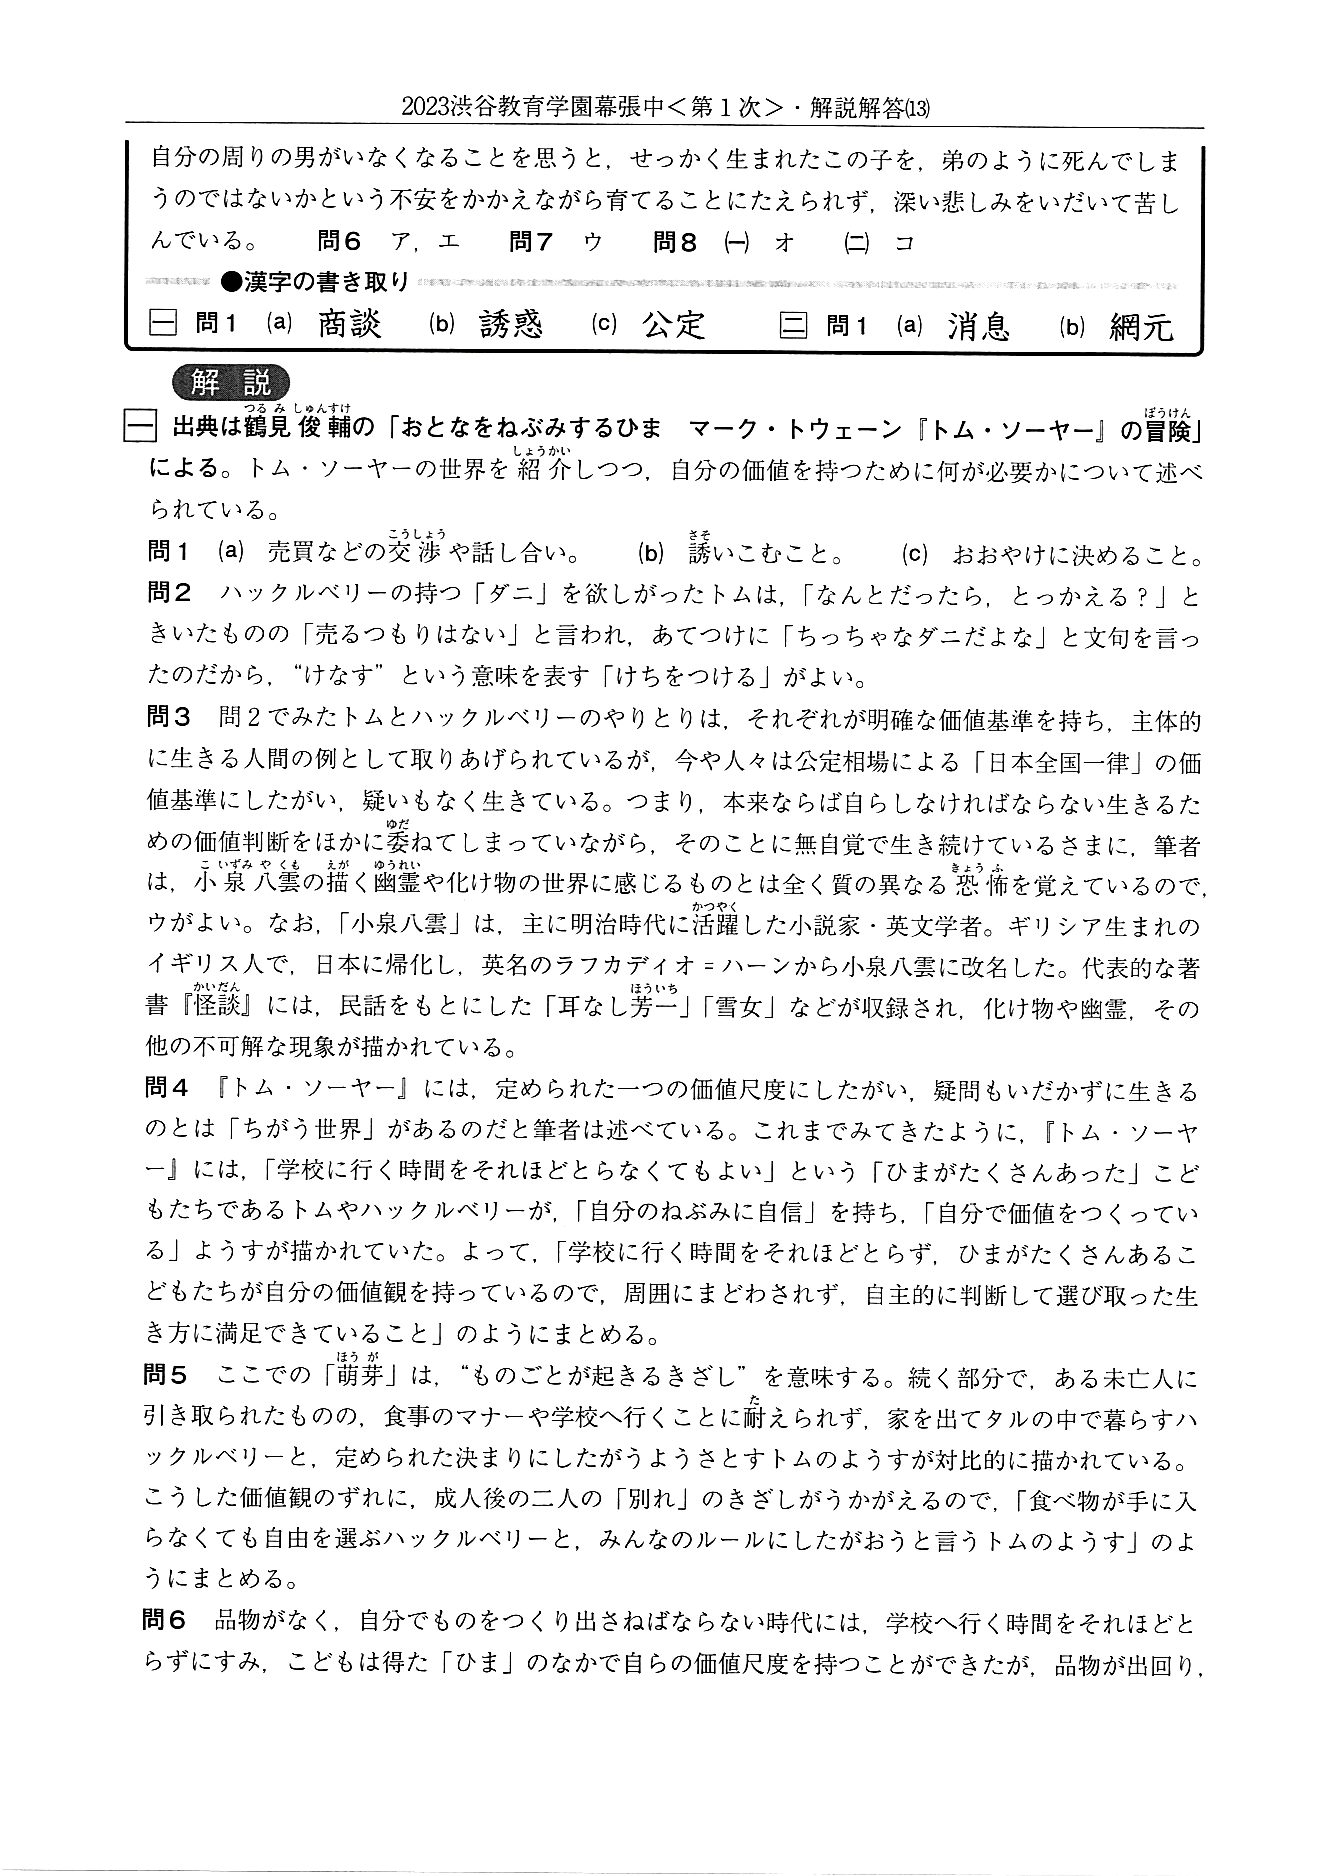 2023渋谷教育学園幕張中＜第１次＞・解説解答⒀
自分の周りの男がいなくなることを思うと，せっかく生まれたこの子を，弟のように死んでしま
うのではないかという不安をかかえながら育てることにたえられず，深い悲しみをいだいて苦し
んでいる。　問６　ア，エ　問７　ウ　問８　㈠　オ　㈡　コ
●漢字の書き取り
一　問１　(a)　商談　(b)　誘惑　(c)　公定　二　問１　(a)　消息　(b)　網元
解説
つるみしゅんすけ　ぼうけん
一　出典は鶴見俊輔の「おとなをねぶみするひま　マーク・トウェーン『トム・ソーヤー』の冒険」
しょうかい
による。トム・ソーヤーの世界を紹介しつつ，自分の価値を持つために何が必要かについて述べ
られている。
こうしょう　さそ
問１　(a)　売買などの交渉や話し合い。　(b)　誘いこむこと。　(c)　おおやけに決めること。
問２　ハックルベリーの持つ「ダニ」を欲しがったトムは，「なんとだったら，とっかえる？」と
きいたものの「売るつもりはない」と言われ，あてつけに「ちっちゃなダニだよな」と文句を言っ
たのだから，“けなす”という意味を表す「けちをつける」がよい。
問３　問２でみたトムとハックルベリーのやりとりは，それぞれが明確な価値基準を持ち，主体的
に生きる人間の例として取りあげられているが，今や人々は公定相場による「日本全国一律」の価
値基準にしたがい，疑いもなく生きている。つまり，本来ならば自らしなければならない生きるた
ゆだ
めの価値判断をほかに委ねてしまっていながら，そのことに無自覚で生き続けているさまに，筆者
こいずみやくも　えが　ゆうれい　きょうふ
は，小泉八雲の描く幽霊や化け物の世界に感じるものとは全く質の異なる恐怖を覚えているので，
かつやく
ウがよい。なお，「小泉八雲」は，主に明治時代に活躍した小説家・英文学者。ギリシア生まれの
イギリス人で，日本に帰化し，英名のラフカディオ＝ハーンから小泉八雲に改名した。代表的な著
かいだん　ほういち
書『怪談』には，民話をもとにした「耳なし芳一」「雪女」などが収録され，化け物や幽霊，その
他の不可解な現象が描かれている。
問４　『トム・ソーヤー』には，定められた一つの価値尺度にしたがい，疑問もいだかずに生きる
のとは「ちがう世界」があるのだと筆者は述べている。これまでみてきたように，『トム・ソーヤ
ー』には，「学校に行く時間をそれほどとらなくてもよい」という「ひまがたくさんあった」こど
もたちであるトムやハックルベリーが，「自分のねぶみに自信」を持ち，「自分で価値をつくってい
る」ようすが描かれていた。よって，「学校に行く時間をそれほどとらず，ひまがたくさんあるこ
どもたちが自分の価値観を持っているので，周囲にまどわされず，自主的に判断して選び取った生
き方に満足できていること」のようにまとめる。
ほうが
問５　ここでの「萌芽」は，“ものごとが起きるきざし”を意味する。続く部分で，ある未亡人に
た
引き取られたものの，食事のマナーや学校へ行くことに耐えられず，家を出てタルの中で暮らすハ
ックルベリーと，定められた決まりにしたがうようさとすトムのようすが対比的に描かれている。
こうした価値観のずれに，成人後の二人の「別れ」のきざしがうかがえるので，「食べ物が手に入
らなくても自由を選ぶハックルベリーと，みんなのルールにしたがおうと言うトムのようす」のよ
うにまとめる。
問６　品物がなく，自分でものをつくり出さねばならない時代には，学校へ行く時間をそれほどと
らずにすみ，こどもは得た「ひま」のなかで自らの価値尺度を持つことができたが，品物が出回り，